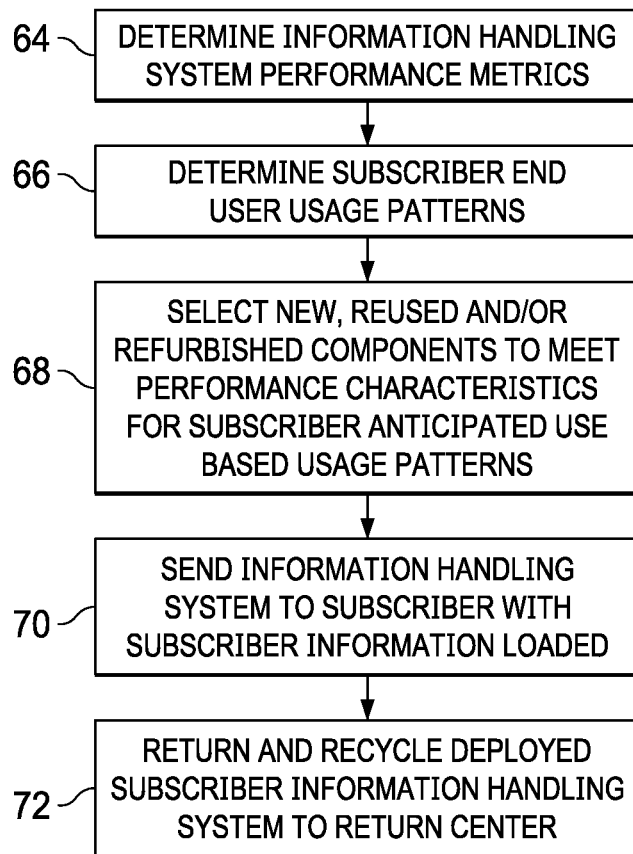 64
DETERMINE INFORMATION HANDLING
SYSTEM PERFORMANCE METRICS
66
DETERMINE SUBSCRIBER END
USER USAGE PATTERNS
68
SELECT NEW, REUSED AND/OR
REFURBISHED COMPONENTS TO MEET
PERFORMANCE CHARACTERISTICS
FOR SUBSCRIBER ANTICIPATED USE
BASED USAGE PATTERNS
70
SEND INFORMATION HANDLING
SYSTEM TO SUBSCRIBER WITH
SUBSCRIBER INFORMATION LOADED
72
RETURN AND RECYCLE DEPLOYED
SUBSCRIBER INFORMATION HANDLING
SYSTEM TO RETURN CENTER